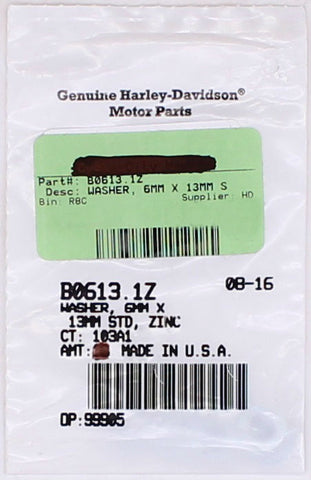 Genuine Harley-Davidson®
Motor Parts
Part#: B0613.1Z
Desc: WASHER, 6MM X 13MM S
Bin: R8C Supplier: HD
B0613.1Z 08-16
WASHER, 6MM X
13MM STD, ZINC
CT: 103A1
AMT: MADE IN U.S.A.
OP:99905